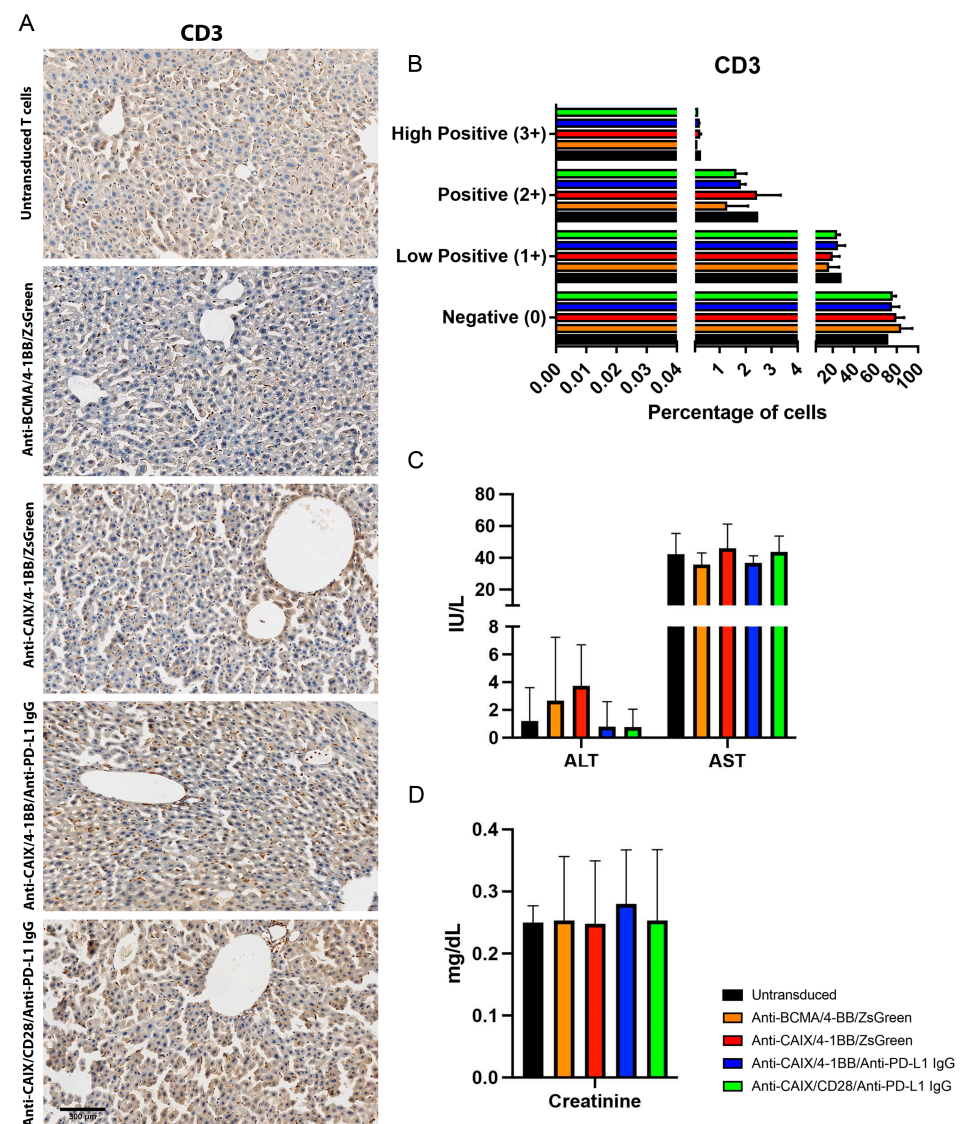 A
CD3
Untransduced T cells
Anti-BCMA/4-1BB/ZsGreen
Anti-CAIX/4-1BB/ZsGreen
Anti-CAIX/4-1BB/Anti-PD-L1 IgG
Anti-CAIX/CD28/Anti-PD-L1 IgG
300 µm
B
CD3
High Positive (3+)
Positive (2+)
Low Positive (1+)
Negative (0)
0.00 0.01 0.02 0.03 0.04 1 2 3 4 20 40 60 80 100
Percentage of cells
C
80
60
40
20
8
6
4
2
0
IU/L
ALT AST
D
0.4
0.3
0.2
0.1
0.0
mg/dL
Creatinine
Untransduced
Anti-BCMA/4-BB/ZsGreen
Anti-CAIX/4-1BB/ZsGreen
Anti-CAIX/4-1BB/Anti-PD-L1 IgG
Anti-CAIX/CD28/Anti-PD-L1 IgG